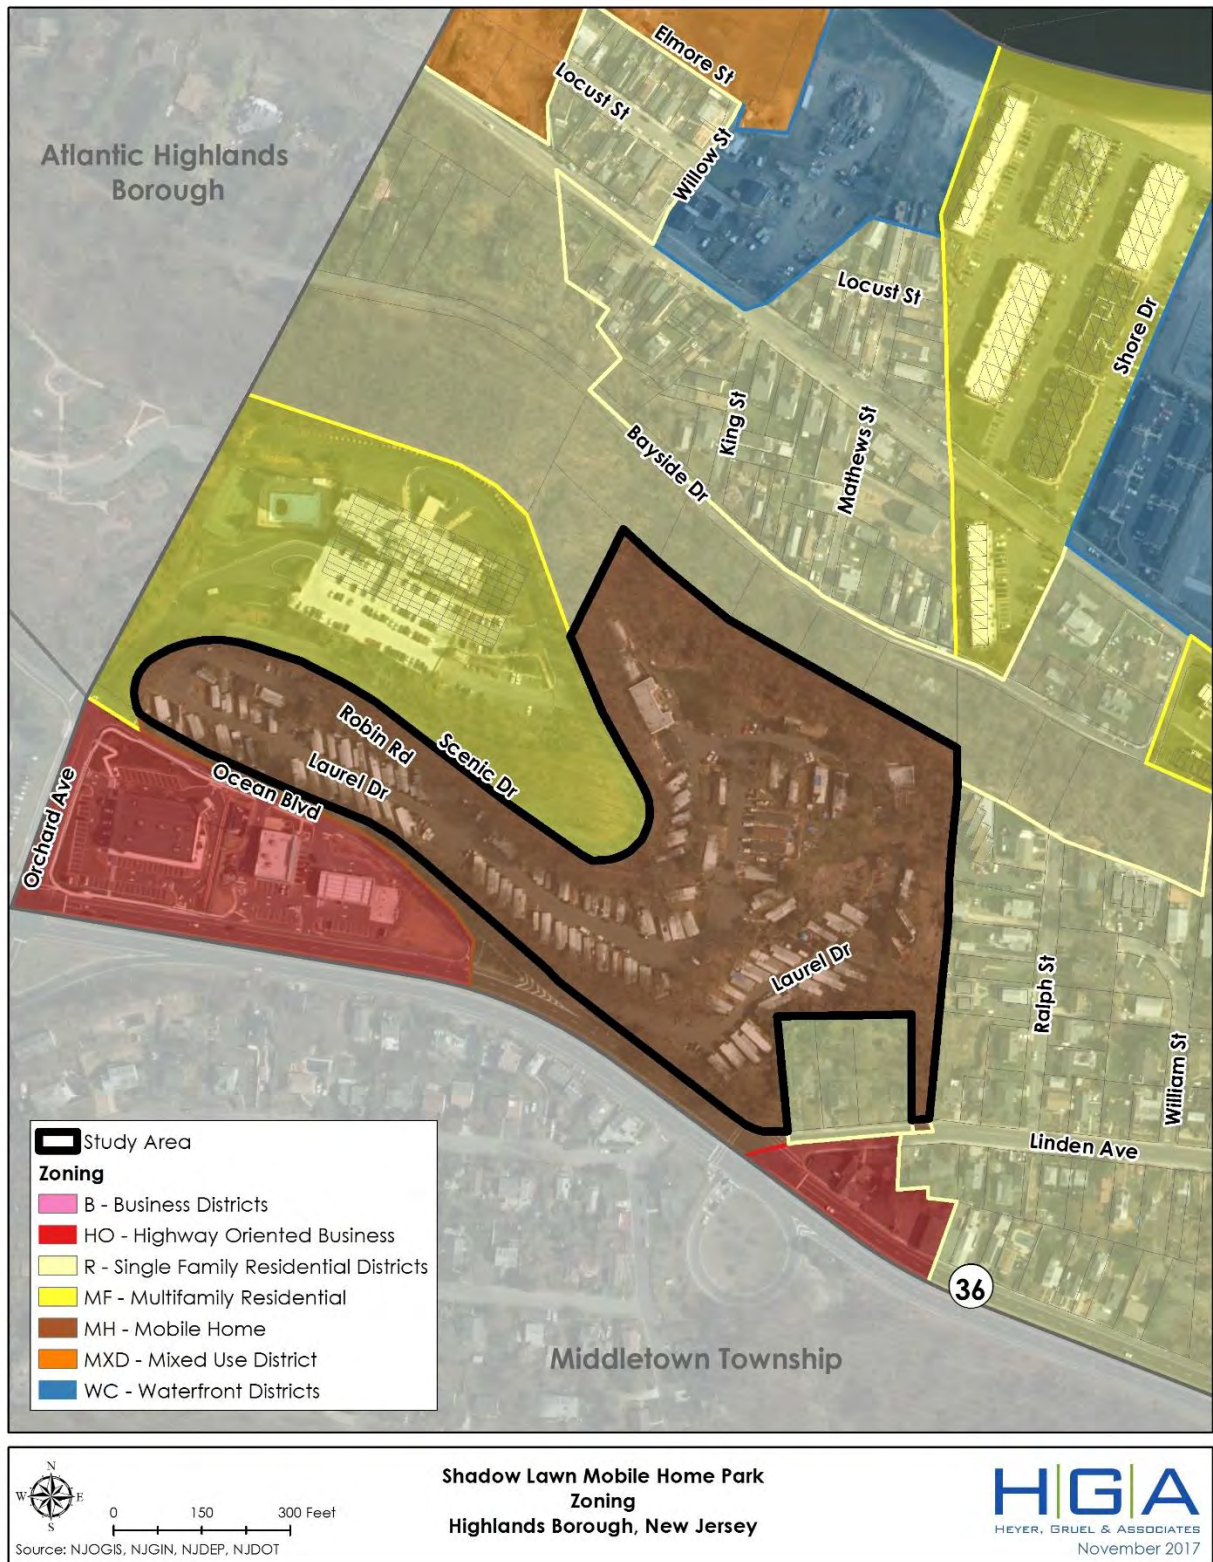 Elmore St
Locust St
Willow St
Atlantic Highlands
Borough
Locust St
Shore Dr
King St
Mathews St
Bayside Dr
Robin Rd
Scenic Dr
Laurel Dr
Ocean Blvd
Orchard Ave
Laurel Dr
Ralph St
William St
Linden Ave
36
Middletown Township
Study Area
Zoning
B - Business Districts
HO - Highway Oriented Business
R - Single Family Residential Districts
MF - Multifamily Residential
MH - Mobile Home
MXD - Mixed Use District
WC - Waterfront Districts
N
W E
S
0 150 300 Feet
Source: NJOGIS, NJGIN, NJDEP, NJDOT
Shadow Lawn Mobile Home Park
Zoning
Highlands Borough, New Jersey
H|G|A
HEYER, GRUEL & ASSOCIATES
November 2017